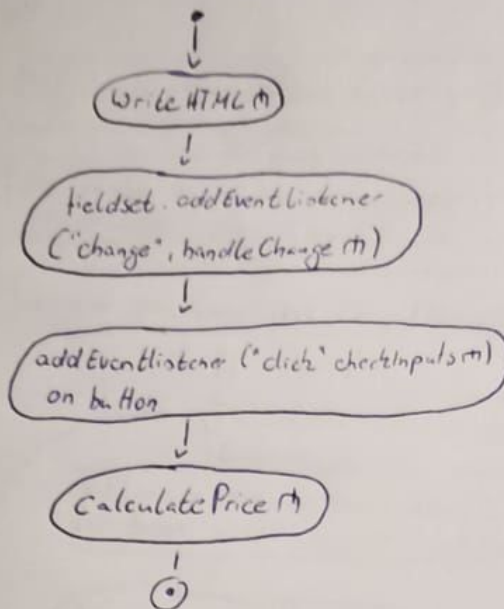 WriteHTML ⋔
fieldset.addEventListener
("change", handleChange ⋔)
addEventlistener ("click" checkInputs ⋔)
on button
CalculatePrice ⋔